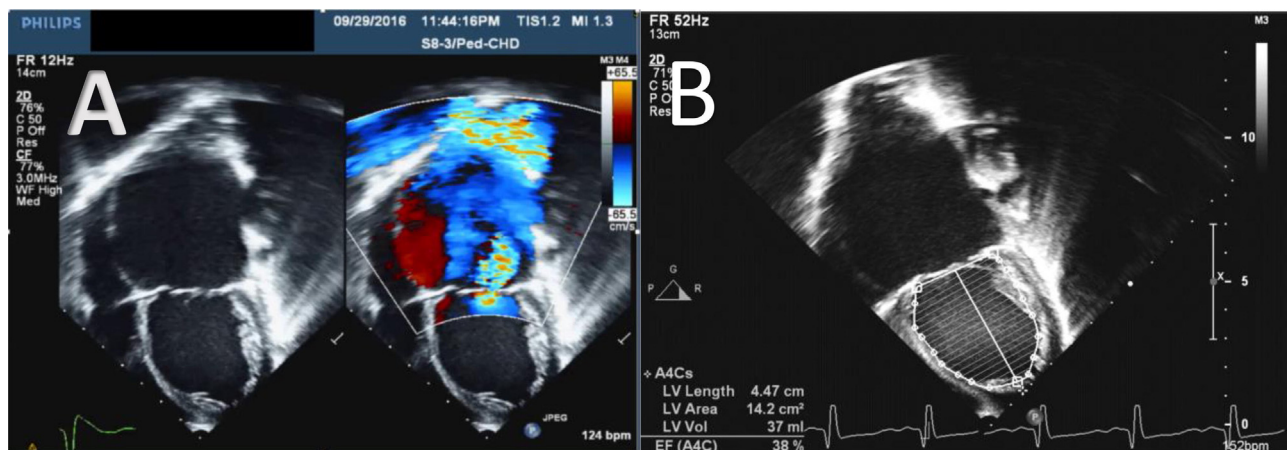 A
PHILIPS
09/29/2016 11:44:16PM TIS1.2 MI 1.3
S8-3/Ped-CHD
FR 12Hz
14cm
2D
76%
C 50
P Off
Res
CF
77%
3.0MHz
WF High
Med
M3 M4
+65.5
-65.5
cm/s
JPEG
P
124 bpm
B
FR 52Hz
13cm
2D
71%
C 50
P Off
Res
M3
G
P R
10
X
5
0
A4Cs
LV Length 4.47 cm
LV Area 14.2 cm²
LV Vol 37 ml
EF (A4C) 38 %
P
152bpm